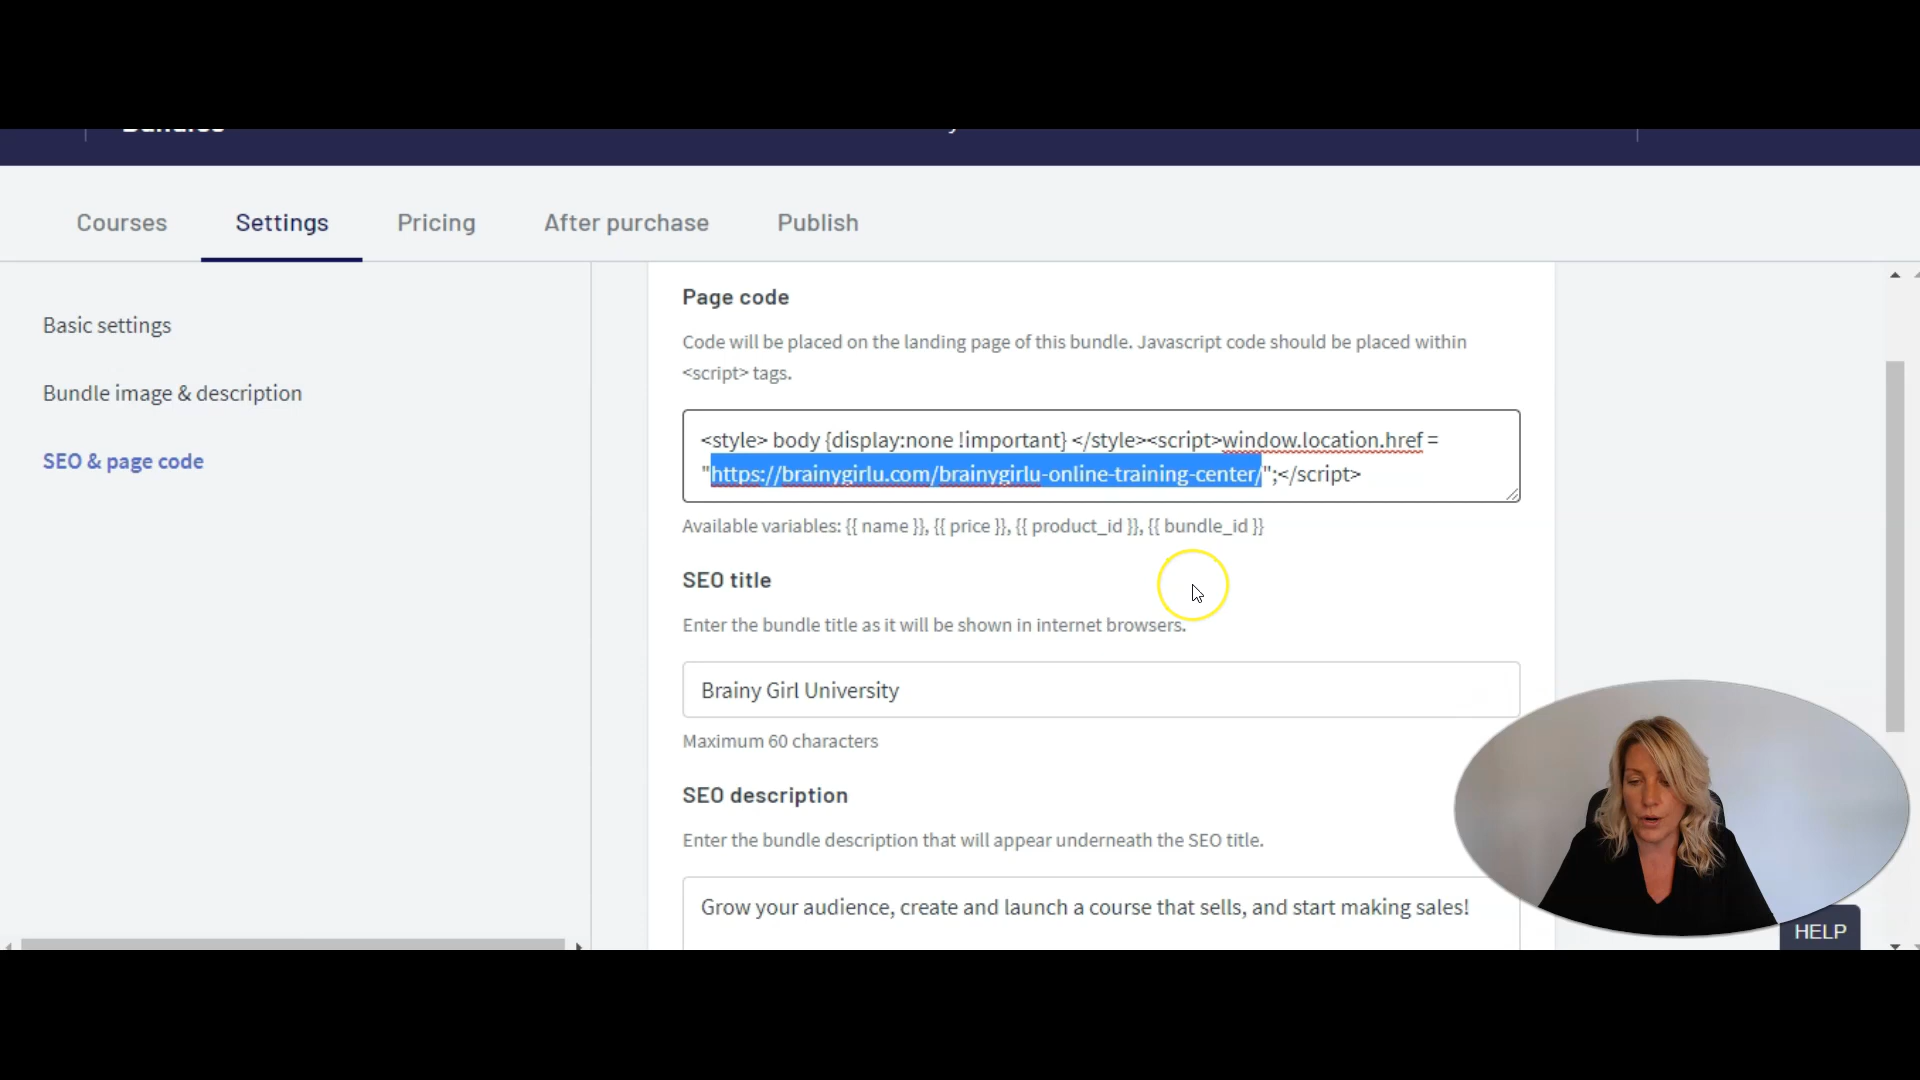 Courses
Settings
Pricing
After purchase
Publish
Basic settings
Bundle image & description
SEO & page code
Page code
Code will be placed on the landing page of this bundle. Javascript code should be placed within
<script> tags.
<style> body {display:none !important} </style><script>window.location.href =
"https://brainygirlu.com/brainygirlu-online-training-center/";</script>
Available variables: {{ name }}, {{ price }}, {{ product_id }}, {{ bundle_id }}
SEO title
Enter the bundle title as it will be shown in internet browsers.
Brainy Girl University
Maximum 60 characters
SEO description
Enter the bundle description that will appear underneath the SEO title.
Grow your audience, create and launch a course that sells, and start making sales!
HELP